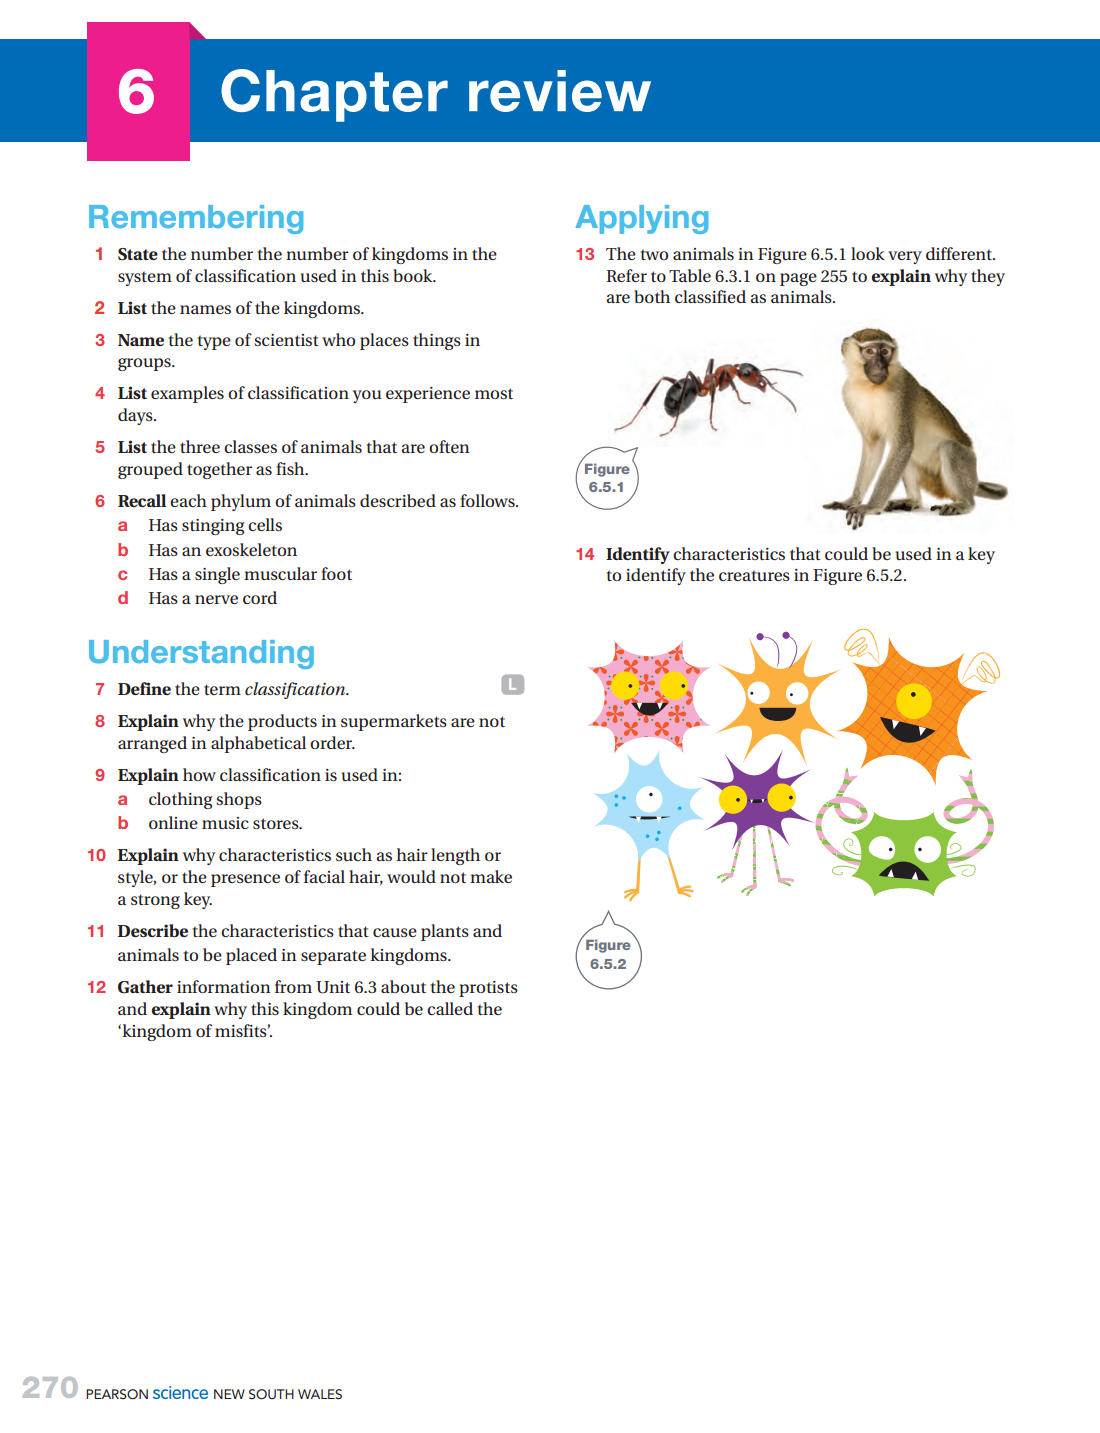 6
Chapter review
Remembering
1 State the number the number of kingdoms in the
system of classification used in this book.
2 List the names of the kingdoms.
3 Name the type of scientist who places things in
groups.
4 List examples of classification you experience most
days.
5 List the three classes of animals that are often
grouped together as fish.
6 Recall each phylum of animals described as follows.
a Has stinging cells
b Has an exoskeleton
c Has a single muscular foot
d Has a nerve cord
Understanding
7 Define the term classification.
L
8 Explain why the products in supermarkets are not
arranged in alphabetical order.
9 Explain how classification is used in:
a clothing shops
b online music stores.
10 Explain why characteristics such as hair length or
style, or the presence of facial hair, would not make
a strong key.
11 Describe the characteristics that cause plants and
animals to be placed in separate kingdoms.
12 Gather information from Unit 6.3 about the protists
and explain why this kingdom could be called the
‘kingdom of misfits’.
Applying
13 The two animals in Figure 6.5.1 look very different.
Refer to Table 6.3.1 on page 255 to explain why they
are both classified as animals.
Figure
6.5.1
14 Identify characteristics that could be used in a key
to identify the creatures in Figure 6.5.2.
Figure
6.5.2
270 PEARSON science NEW SOUTH WALES